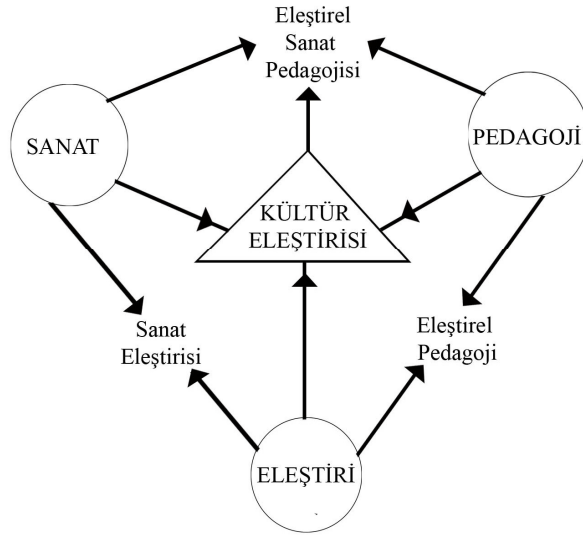 Eleştirel
Sanat
Pedagojisi
SANAT
PEDAGOJİ
KÜLTÜR
ELEŞTİRİSİ
Sanat
Eleştirisi
Eleştirel
Pedagoji
ELEŞTİRİ